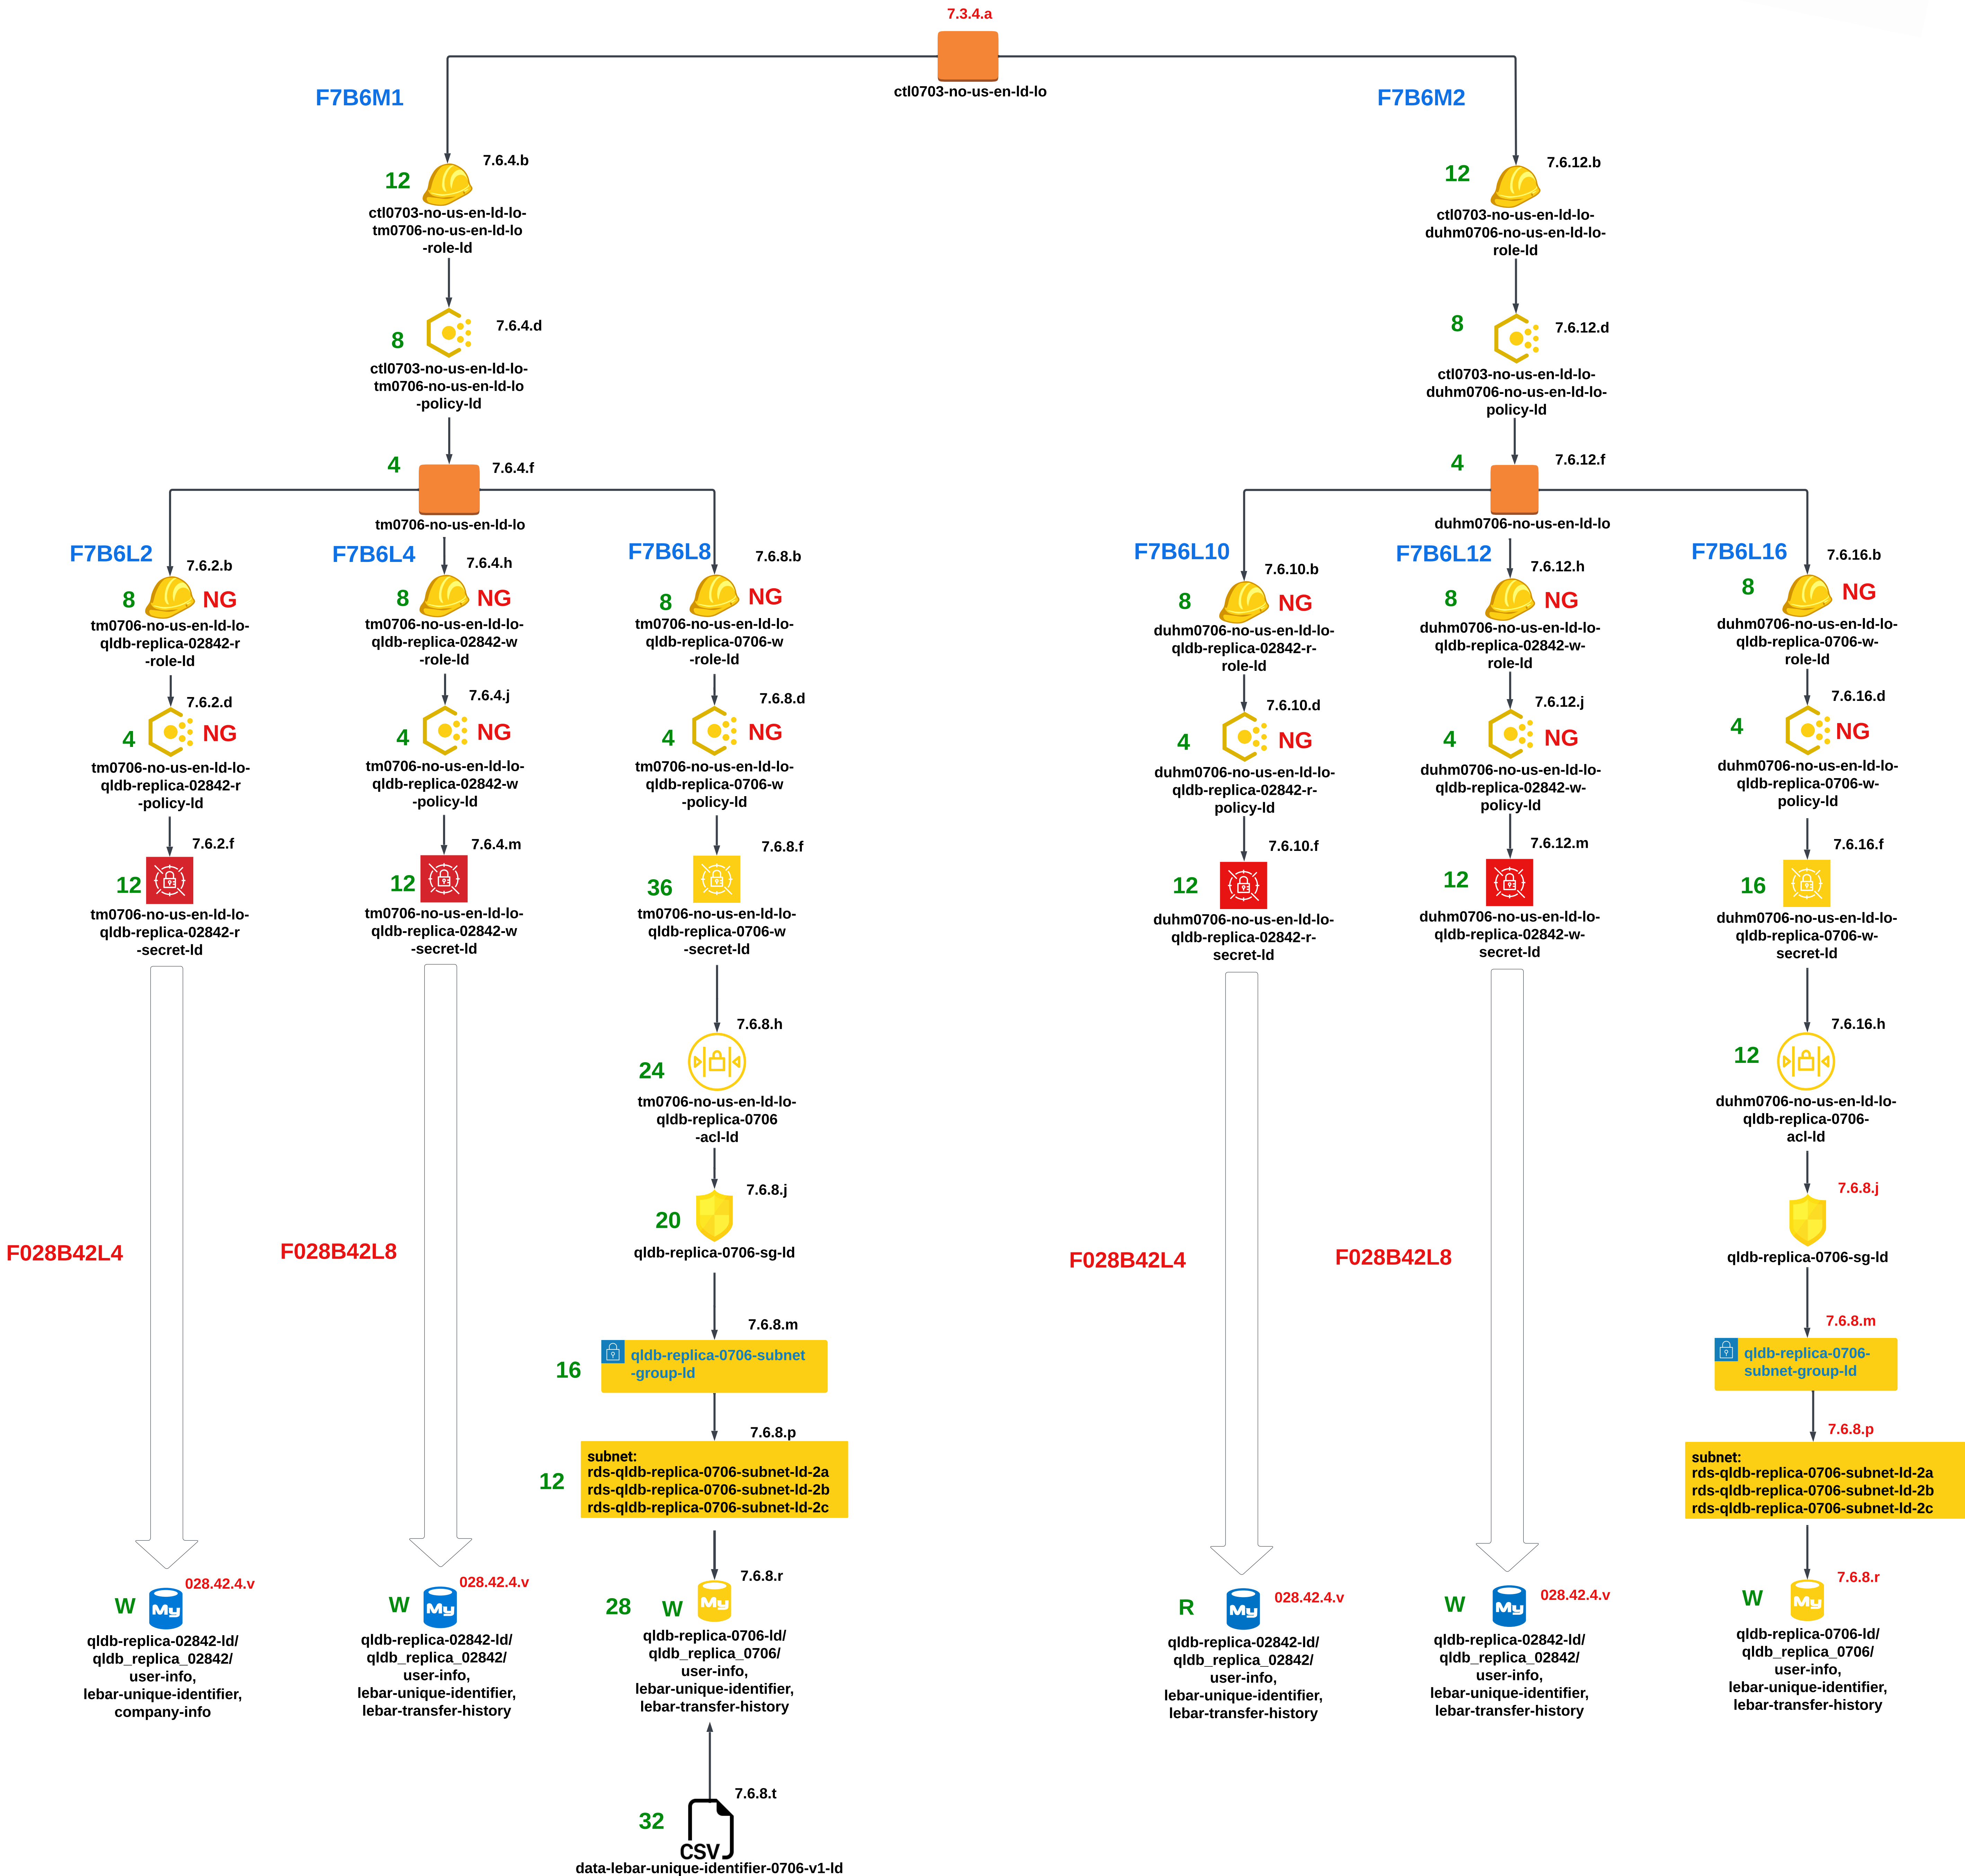 7.3.4.a
ctl0703-no-us-en-ld-lo
F7B6M1
F7B6M2
7.6.4.b
12
ctl0703-no-us-en-ld-lo-
tm0706-no-us-en-ld-lo
-role-ld
7.6.12.b
12
ctl0703-no-us-en-ld-lo-
duhm0706-no-us-en-ld-lo-
role-ld
7.6.4.d
8
ctl0703-no-us-en-ld-lo-
tm0706-no-us-en-ld-lo
-policy-ld
7.6.12.d
8
ctl0703-no-us-en-ld-lo-
duhm0706-no-us-en-ld-lo-
policy-ld
4
7.6.4.f
tm0706-no-us-en-ld-lo
4
7.6.12.f
duhm0706-no-us-en-ld-lo
F7B6L2
7.6.2.b
8
NG
tm0706-no-us-en-ld-lo-
qldb-replica-02842-r
-role-ld
7.6.2.d
4
NG
tm0706-no-us-en-ld-lo-
qldb-replica-02842-r
-policy-ld
7.6.2.f
12
tm0706-no-us-en-ld-lo-
qldb-replica-02842-r
-secret-ld
F028B42L4
028.42.4.v
W
My
qldb-replica-02842-ld/
qldb_replica_02842/
user-info,
lebar-unique-identifier,
company-info
F7B6L4
7.6.4.h
8
NG
tm0706-no-us-en-ld-lo-
qldb-replica-02842-w
-role-ld
7.6.4.j
4
NG
tm0706-no-us-en-ld-lo-
qldb-replica-02842-w
-policy-ld
7.6.4.m
12
tm0706-no-us-en-ld-lo-
qldb-replica-02842-w
-secret-ld
F028B42L8
028.42.4.v
W
My
qldb-replica-02842-ld/
qldb_replica_02842/
user-info,
lebar-unique-identifier,
lebar-transfer-history
F7B6L8
7.6.8.b
8
NG
tm0706-no-us-en-ld-lo-
qldb-replica-0706-w
-role-ld
7.6.8.d
4
NG
tm0706-no-us-en-ld-lo-
qldb-replica-0706-w
-policy-ld
7.6.8.f
36
tm0706-no-us-en-ld-lo-
qldb-replica-0706-w
-secret-ld
7.6.8.h
24
tm0706-no-us-en-ld-lo-
qldb-replica-0706
-acl-ld
7.6.8.j
20
qldb-replica-0706-sg-ld
7.6.8.m
16
qldb-replica-0706-subnet
-group-ld
7.6.8.p
12
subnet:
rds-qldb-replica-0706-subnet-ld-2a
rds-qldb-replica-0706-subnet-ld-2b
rds-qldb-replica-0706-subnet-ld-2c
7.6.8.r
28
W
My
qldb-replica-0706-ld/
qldb_replica_0706/
user-info,
lebar-unique-identifier,
lebar-transfer-history
7.6.8.t
32
CSV
data-lebar-unique-identifier-0706-v1-ld
F7B6L10
7.6.10.b
8
NG
duhm0706-no-us-en-ld-lo-
qldb-replica-02842-r-
role-ld
7.6.10.d
4
NG
duhm0706-no-us-en-ld-lo-
qldb-replica-02842-r-
policy-ld
7.6.10.f
12
duhm0706-no-us-en-ld-lo-
qldb-replica-02842-r-
secret-ld
F028B42L4
028.42.4.v
R
My
qldb-replica-02842-ld/
qldb_replica_02842/
user-info,
lebar-unique-identifier,
lebar-transfer-history
F7B6L12
7.6.12.h
8
NG
duhm0706-no-us-en-ld-lo-
qldb-replica-02842-w-
role-ld
7.6.12.j
4
NG
duhm0706-no-us-en-ld-lo-
qldb-replica-02842-w-
policy-ld
7.6.12.m
12
duhm0706-no-us-en-ld-lo-
qldb-replica-02842-w-
secret-ld
F028B42L8
028.42.4.v
W
My
qldb-replica-02842-ld/
qldb_replica_02842/
user-info,
lebar-unique-identifier,
lebar-transfer-history
F7B6L16
7.6.16.b
8
NG
duhm0706-no-us-en-ld-lo-
qldb-replica-0706-w-
role-ld
7.6.16.d
4
NG
duhm0706-no-us-en-ld-lo-
qldb-replica-0706-w-
policy-ld
7.6.16.f
16
duhm0706-no-us-en-ld-lo-
qldb-replica-0706-w-
secret-ld
7.6.16.h
12
duhm0706-no-us-en-ld-lo-
qldb-replica-0706-
acl-ld
7.6.8.j
qldb-replica-0706-sg-ld
7.6.8.m
qldb-replica-0706-
subnet-group-ld
7.6.8.p
subnet:
rds-qldb-replica-0706-subnet-ld-2a
rds-qldb-replica-0706-subnet-ld-2b
rds-qldb-replica-0706-subnet-ld-2c
7.6.8.r
W
My
qldb-replica-0706-ld/
qldb_replica_0706/
user-info,
lebar-unique-identifier,
lebar-transfer-history